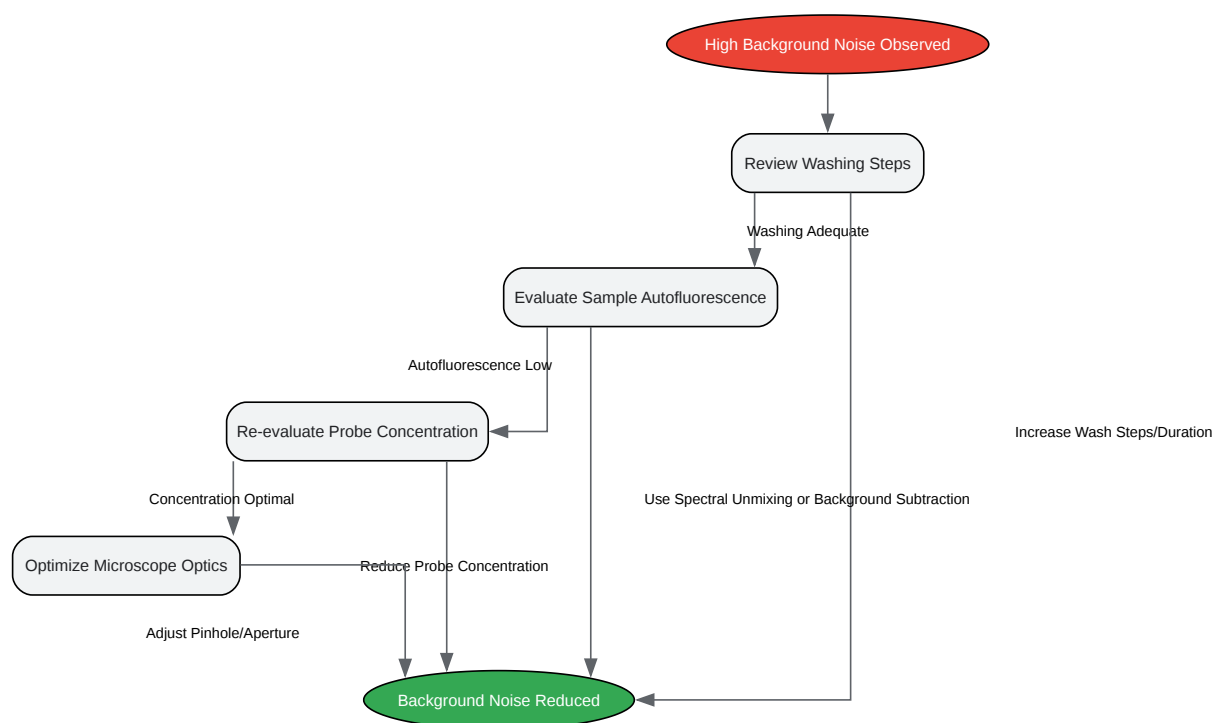 High Background Noise Observed
Review Washing Steps
Washing Adequate
Evaluate Sample Autofluorescence
Autofluorescence Low
Re-evaluate Probe Concentration
Increase Wash Steps/Duration
Concentration Optimal
Use Spectral Unmixing or Background Subtraction
Optimize Microscope Optics
Reduce Probe Concentration
Adjust Pinhole/Aperture
Background Noise Reduced